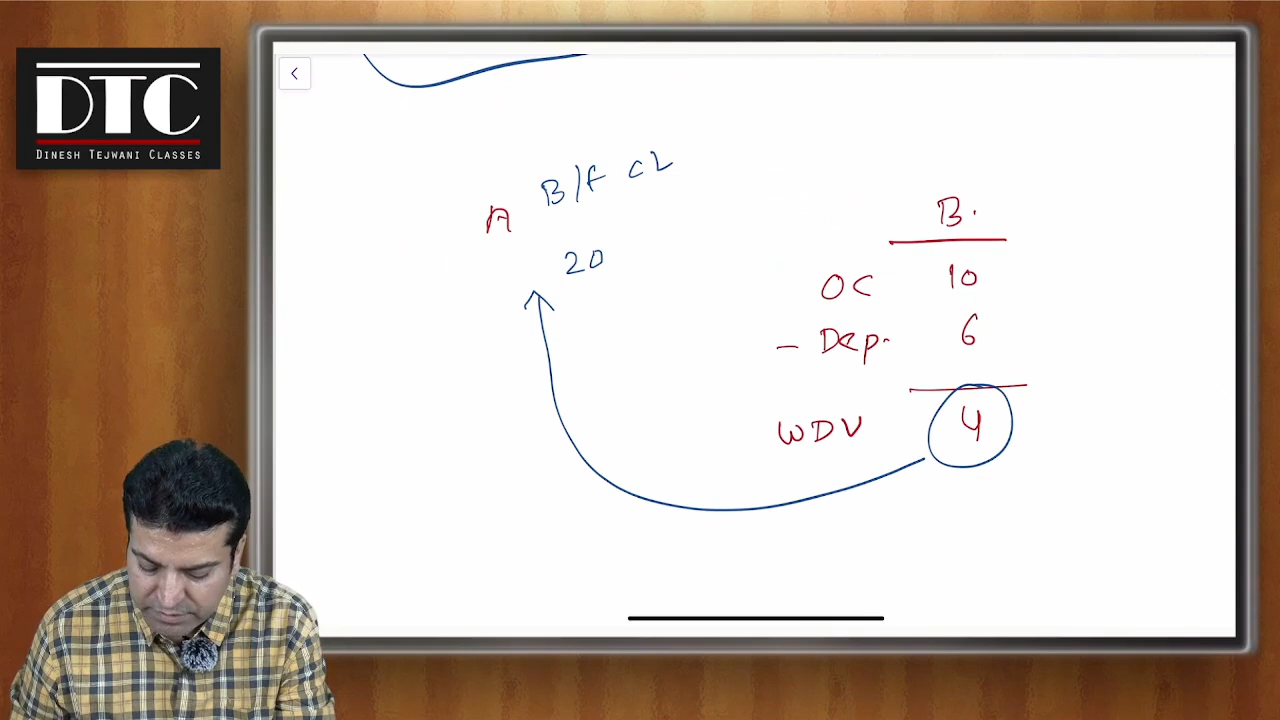 DTC
DINESH TEJWANI CLASSES
A B/f CL
20
B.
OC 10
- Dep. 6
WDV 4